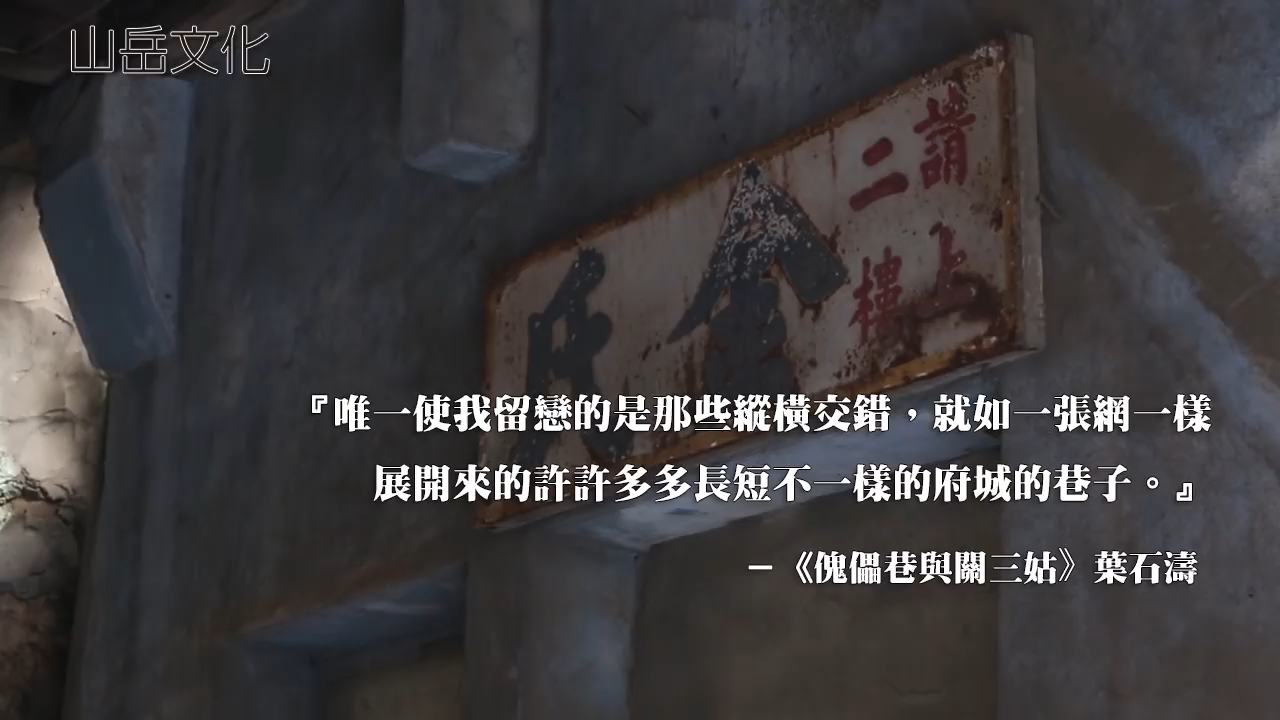 山岳文化
請上
二樓
『唯一使我留戀的是那些縱橫交錯，就如一張網一樣
展開來的許許多多長短不一樣的府城的巷子。』
－《傀儡巷與關三姑》葉石濤